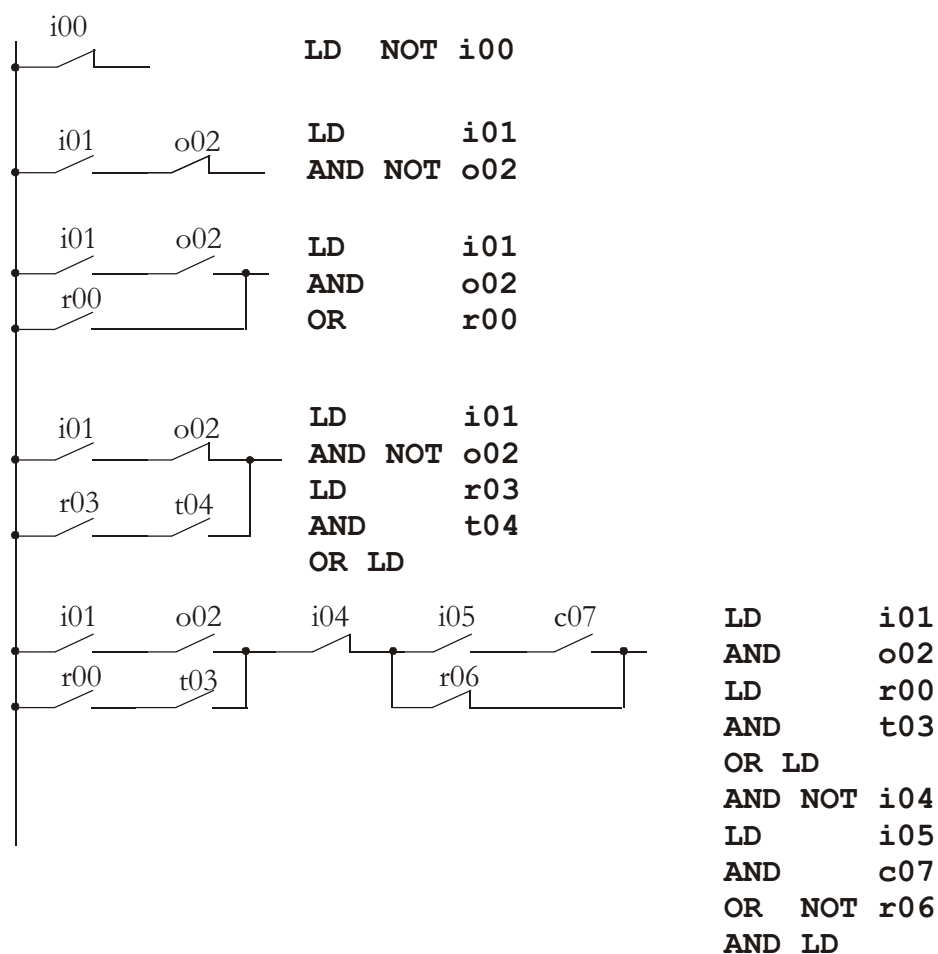 i00
LD NOT i00
i01 o02
LD i01
AND NOT o02
i01 o02
r00
LD i01
AND o02
OR r00
i01 o02
r03 t04
LD i01
AND NOT o02
LD r03
AND t04
OR LD
i01 o02 i04 i05 c07
r00 t03 r06
LD i01
AND o02
LD r00
AND t03
OR LD
AND NOT i04
LD i05
AND c07
OR NOT r06
AND LD